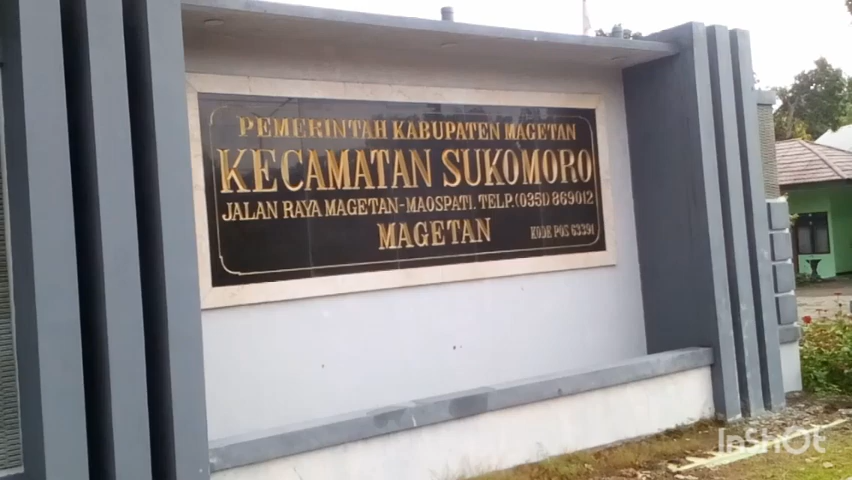 PEMERINTAH KABUPATEN MAGETAN
KECAMATAN SUKOMORO
JALAN RAYA MAGETAN-MAOSPATI. TELP.(0351) 869012
MAGETAN
KODE POS 63391
InShOt